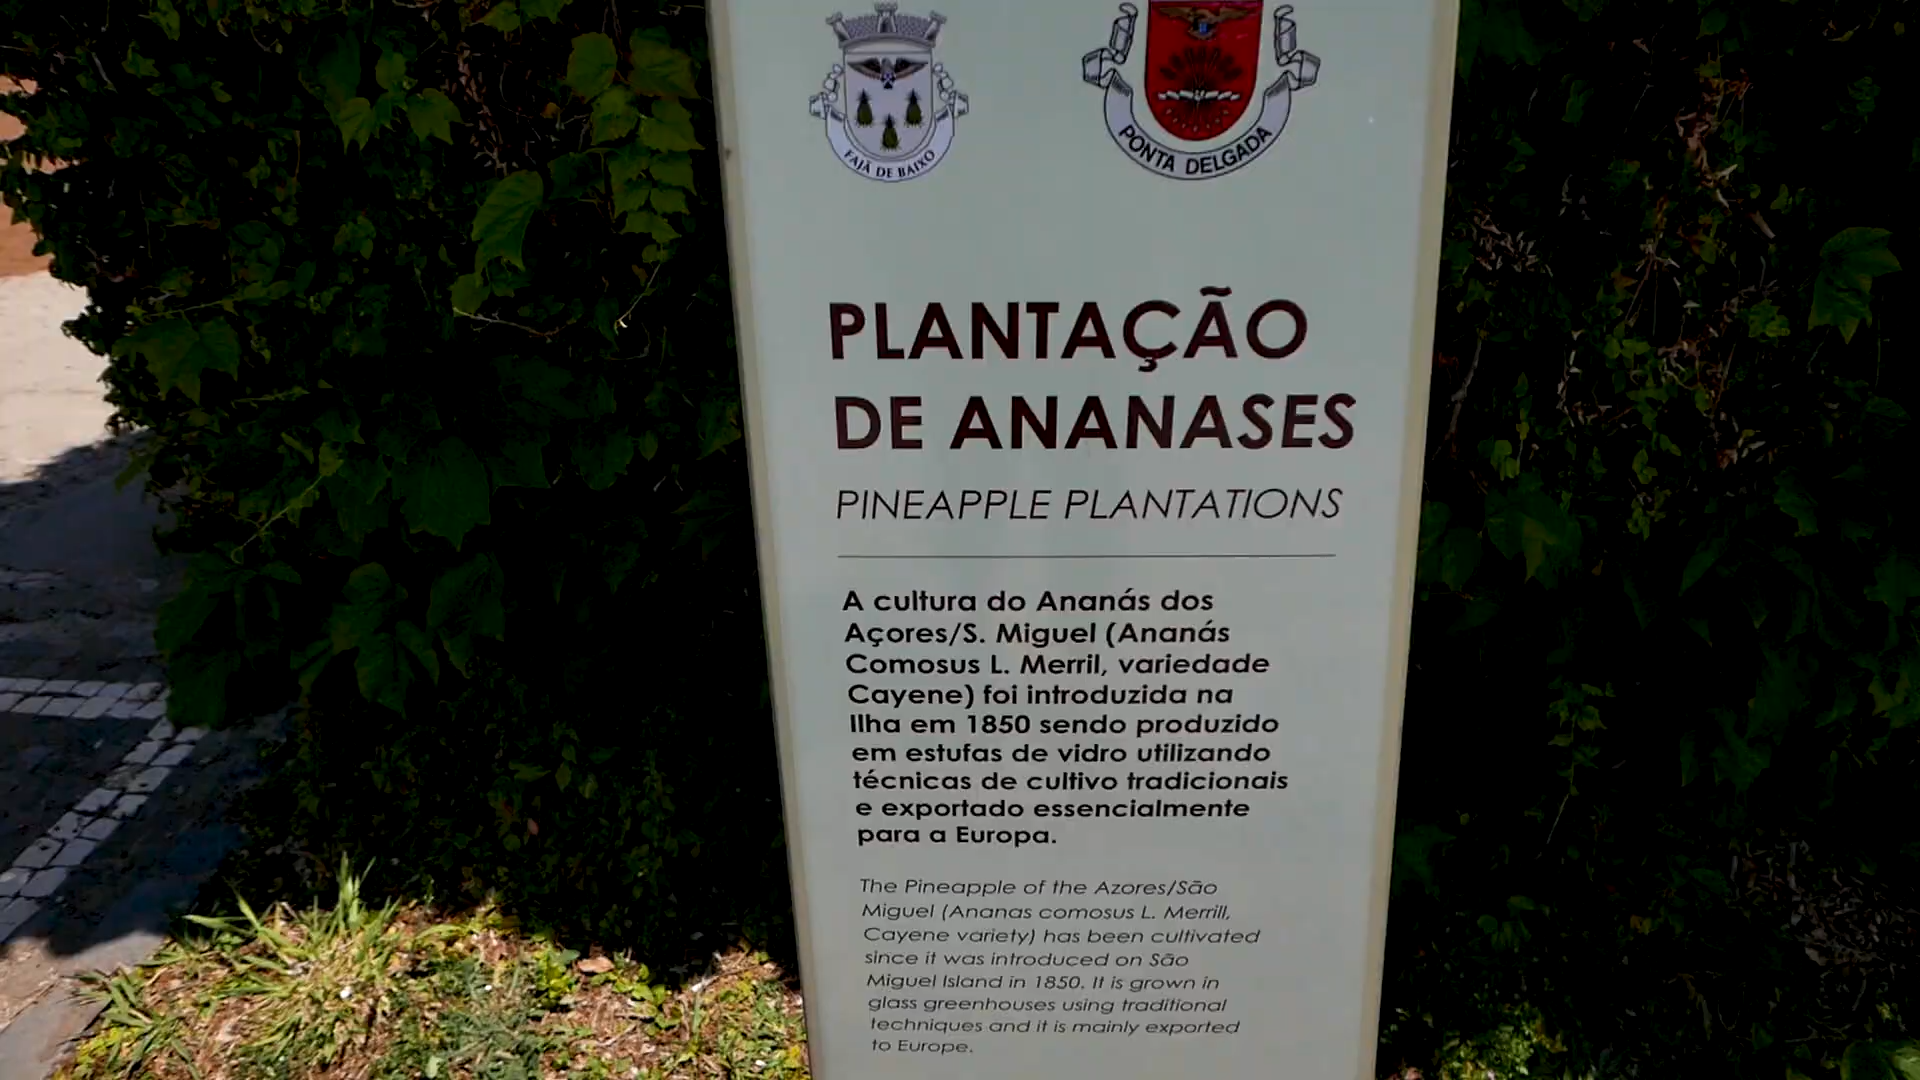 FAJÃ DE BAIXO
PONTA DELGADA
PLANTAÇÃO
DE ANANASES
PINEAPPLE PLANTATIONS
A cultura do Ananás dos
Açores/S. Miguel (Ananás
Comosus L. Merril, variedade
Cayene) foi introduzida na
Ilha em 1850 sendo produzido
em estufas de vidro utilizando
técnicas de cultivo tradicionais
e exportado essencialmente
para a Europa.
The Pineapple of the Azores/São
Miguel (Ananas comosus L. Merrill,
Cayene variety) has been cultivated
since it was introduced on São
Miguel Island in 1850. It is grown in
glass greenhouses using traditional
techniques and it is mainly exported
to Europe.